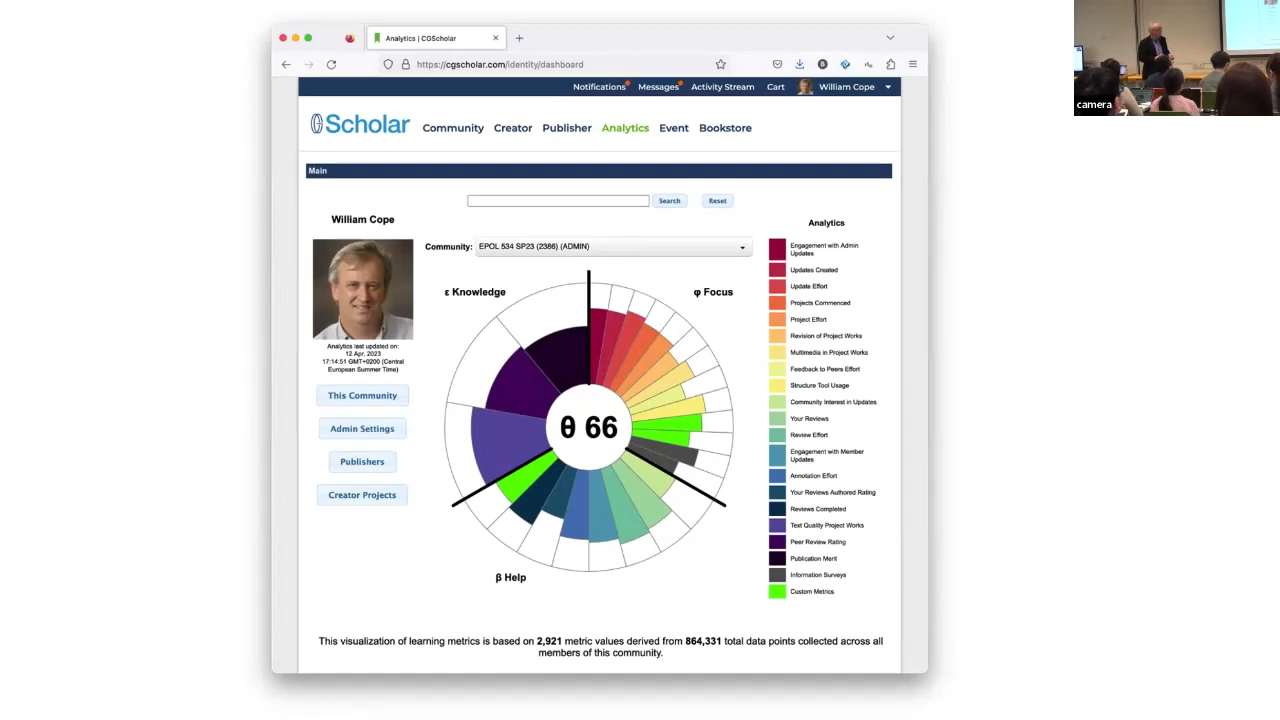 Analytics | CGScholar
https://cgscholar.com/identity/dashboard
Notifications Messages Activity Stream Cart William Cope
Scholar Community Creator Publisher Analytics Event Bookstore
Main
Search Reset
William Cope
Community: EPOL 534 SP23 (2386) (ADMIN)
Analytics last updated on:
12 Apr, 2023
17:14:51 GMT+0200 (Central
European Summer Time)
This Community
Admin Settings
Publishers
Creator Projects
ε Knowledge
φ Focus
θ 66
β Help
Analytics
Engagement with Admin
Updates
Updates Created
Update Effort
Projects Commenced
Project Effort
Revision of Project Works
Multimedia in Project Works
Feedback to Peers Effort
Structure Tool Usage
Community Interest in Updates
Your Reviews
Review Effort
Engagement with Member
Updates
Annotation Effort
Your Reviews Authored Rating
Reviews Completed
Text Quality Project Works
Peer Review Rating
Publication Merit
Information Surveys
Custom Metrics
This visualization of learning metrics is based on 2,921 metric values derived from 864,331 total data points collected across all
members of this community.
camera